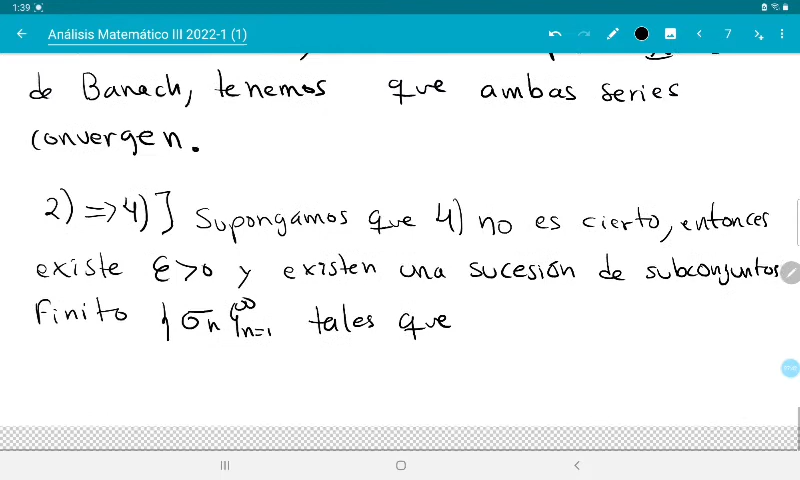 1:39
Análisis Matemático III 2022-1 (1)
7
de Banach, tenemos que ambas series
convergen.
2) => 4) ] Supongamos que 4) no es cierto, entonces
existe ε>0 y existen una sucesión de subconjuntos
finito {σn}∞n=1 tales que